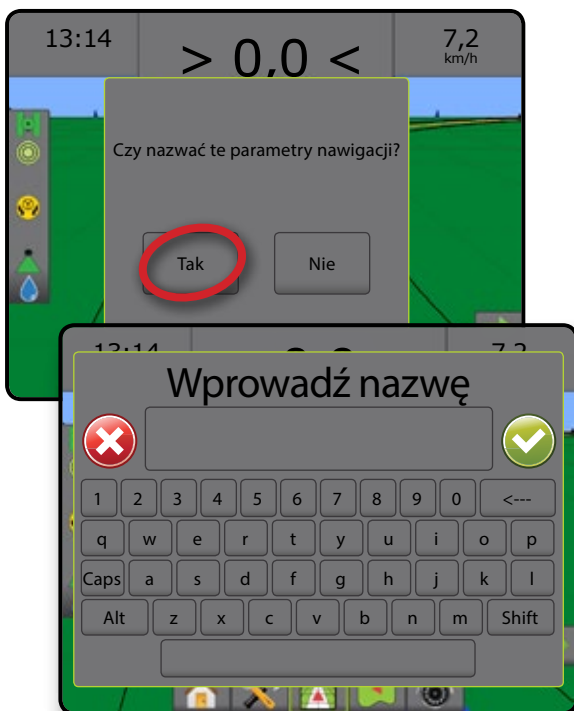 13:14 > 0,0 < 7,2
km/h
Czy nazwać te parametry nawigacji?
Tak Nie
Wprowadź nazwę
1 2 3 4 5 6 7 8 9 0 <---
q w e r t y u i o p
Caps a s d f g h j k l
Alt z x c v b n m Shift